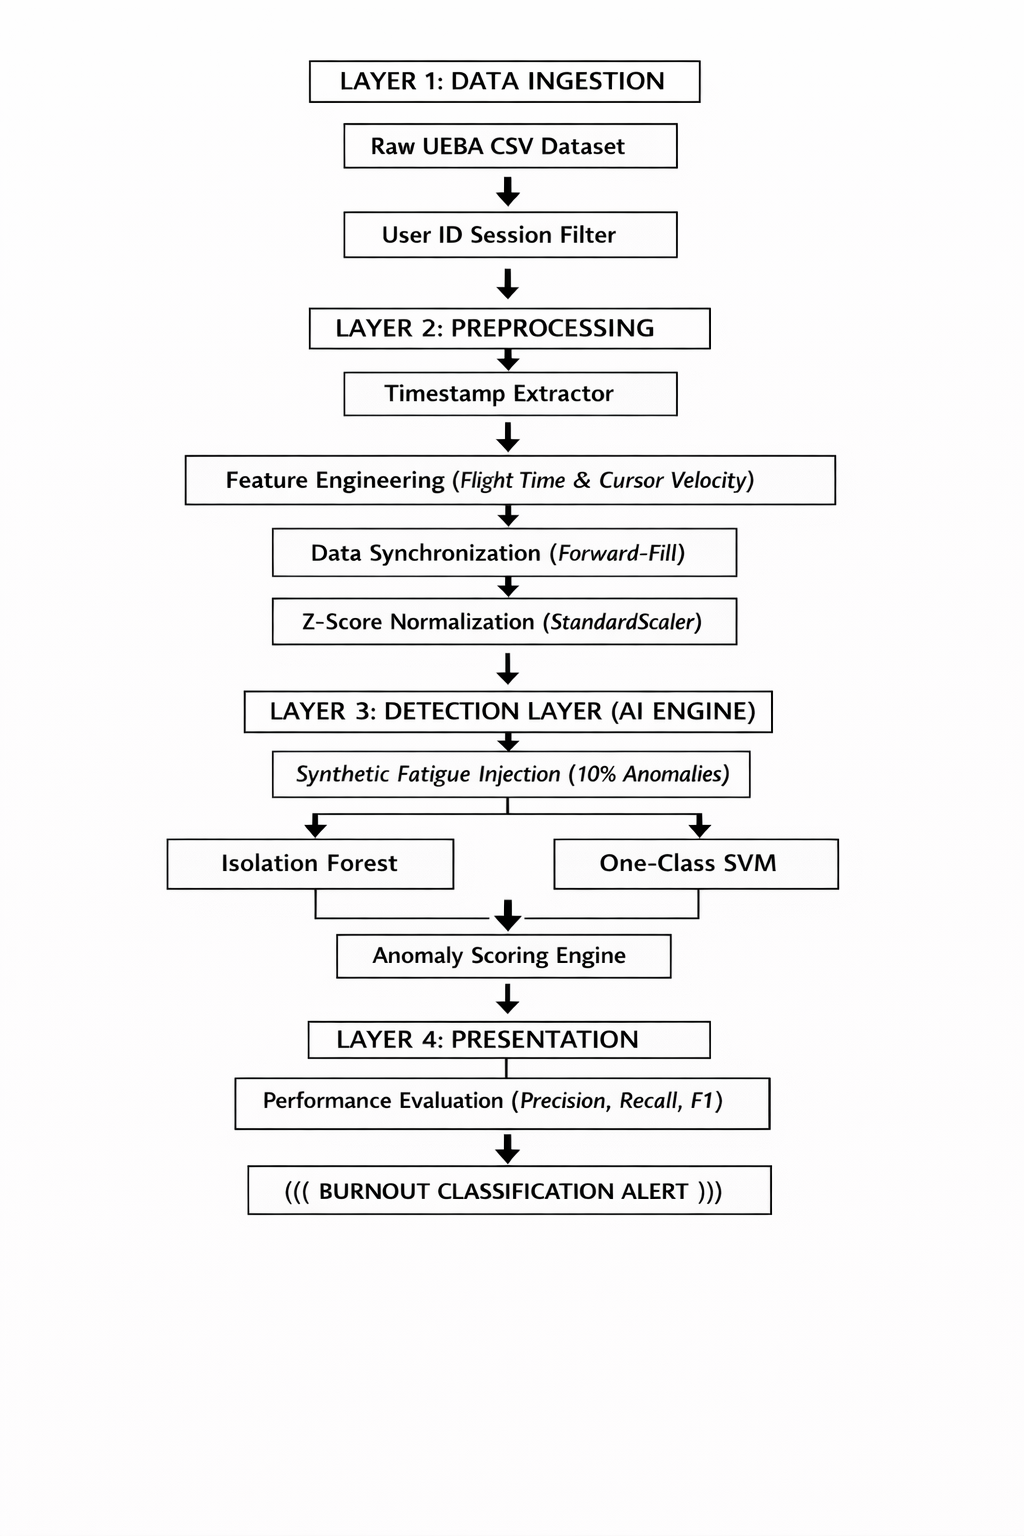 LAYER 1: DATA INGESTION
Raw UEBA CSV Dataset
User ID Session Filter
LAYER 2: PREPROCESSING
Timestamp Extractor
Feature Engineering (Flight Time & Cursor Velocity)
Data Synchronization (Forward-Fill)
Z-Score Normalization (StandardScaler)
LAYER 3: DETECTION LAYER (AI ENGINE)
Synthetic Fatigue Injection (10% Anomalies)
Isolation Forest
One-Class SVM
Anomaly Scoring Engine
LAYER 4: PRESENTATION
Performance Evaluation (Precision, Recall, F1)
((( BURNOUT CLASSIFICATION ALERT )))